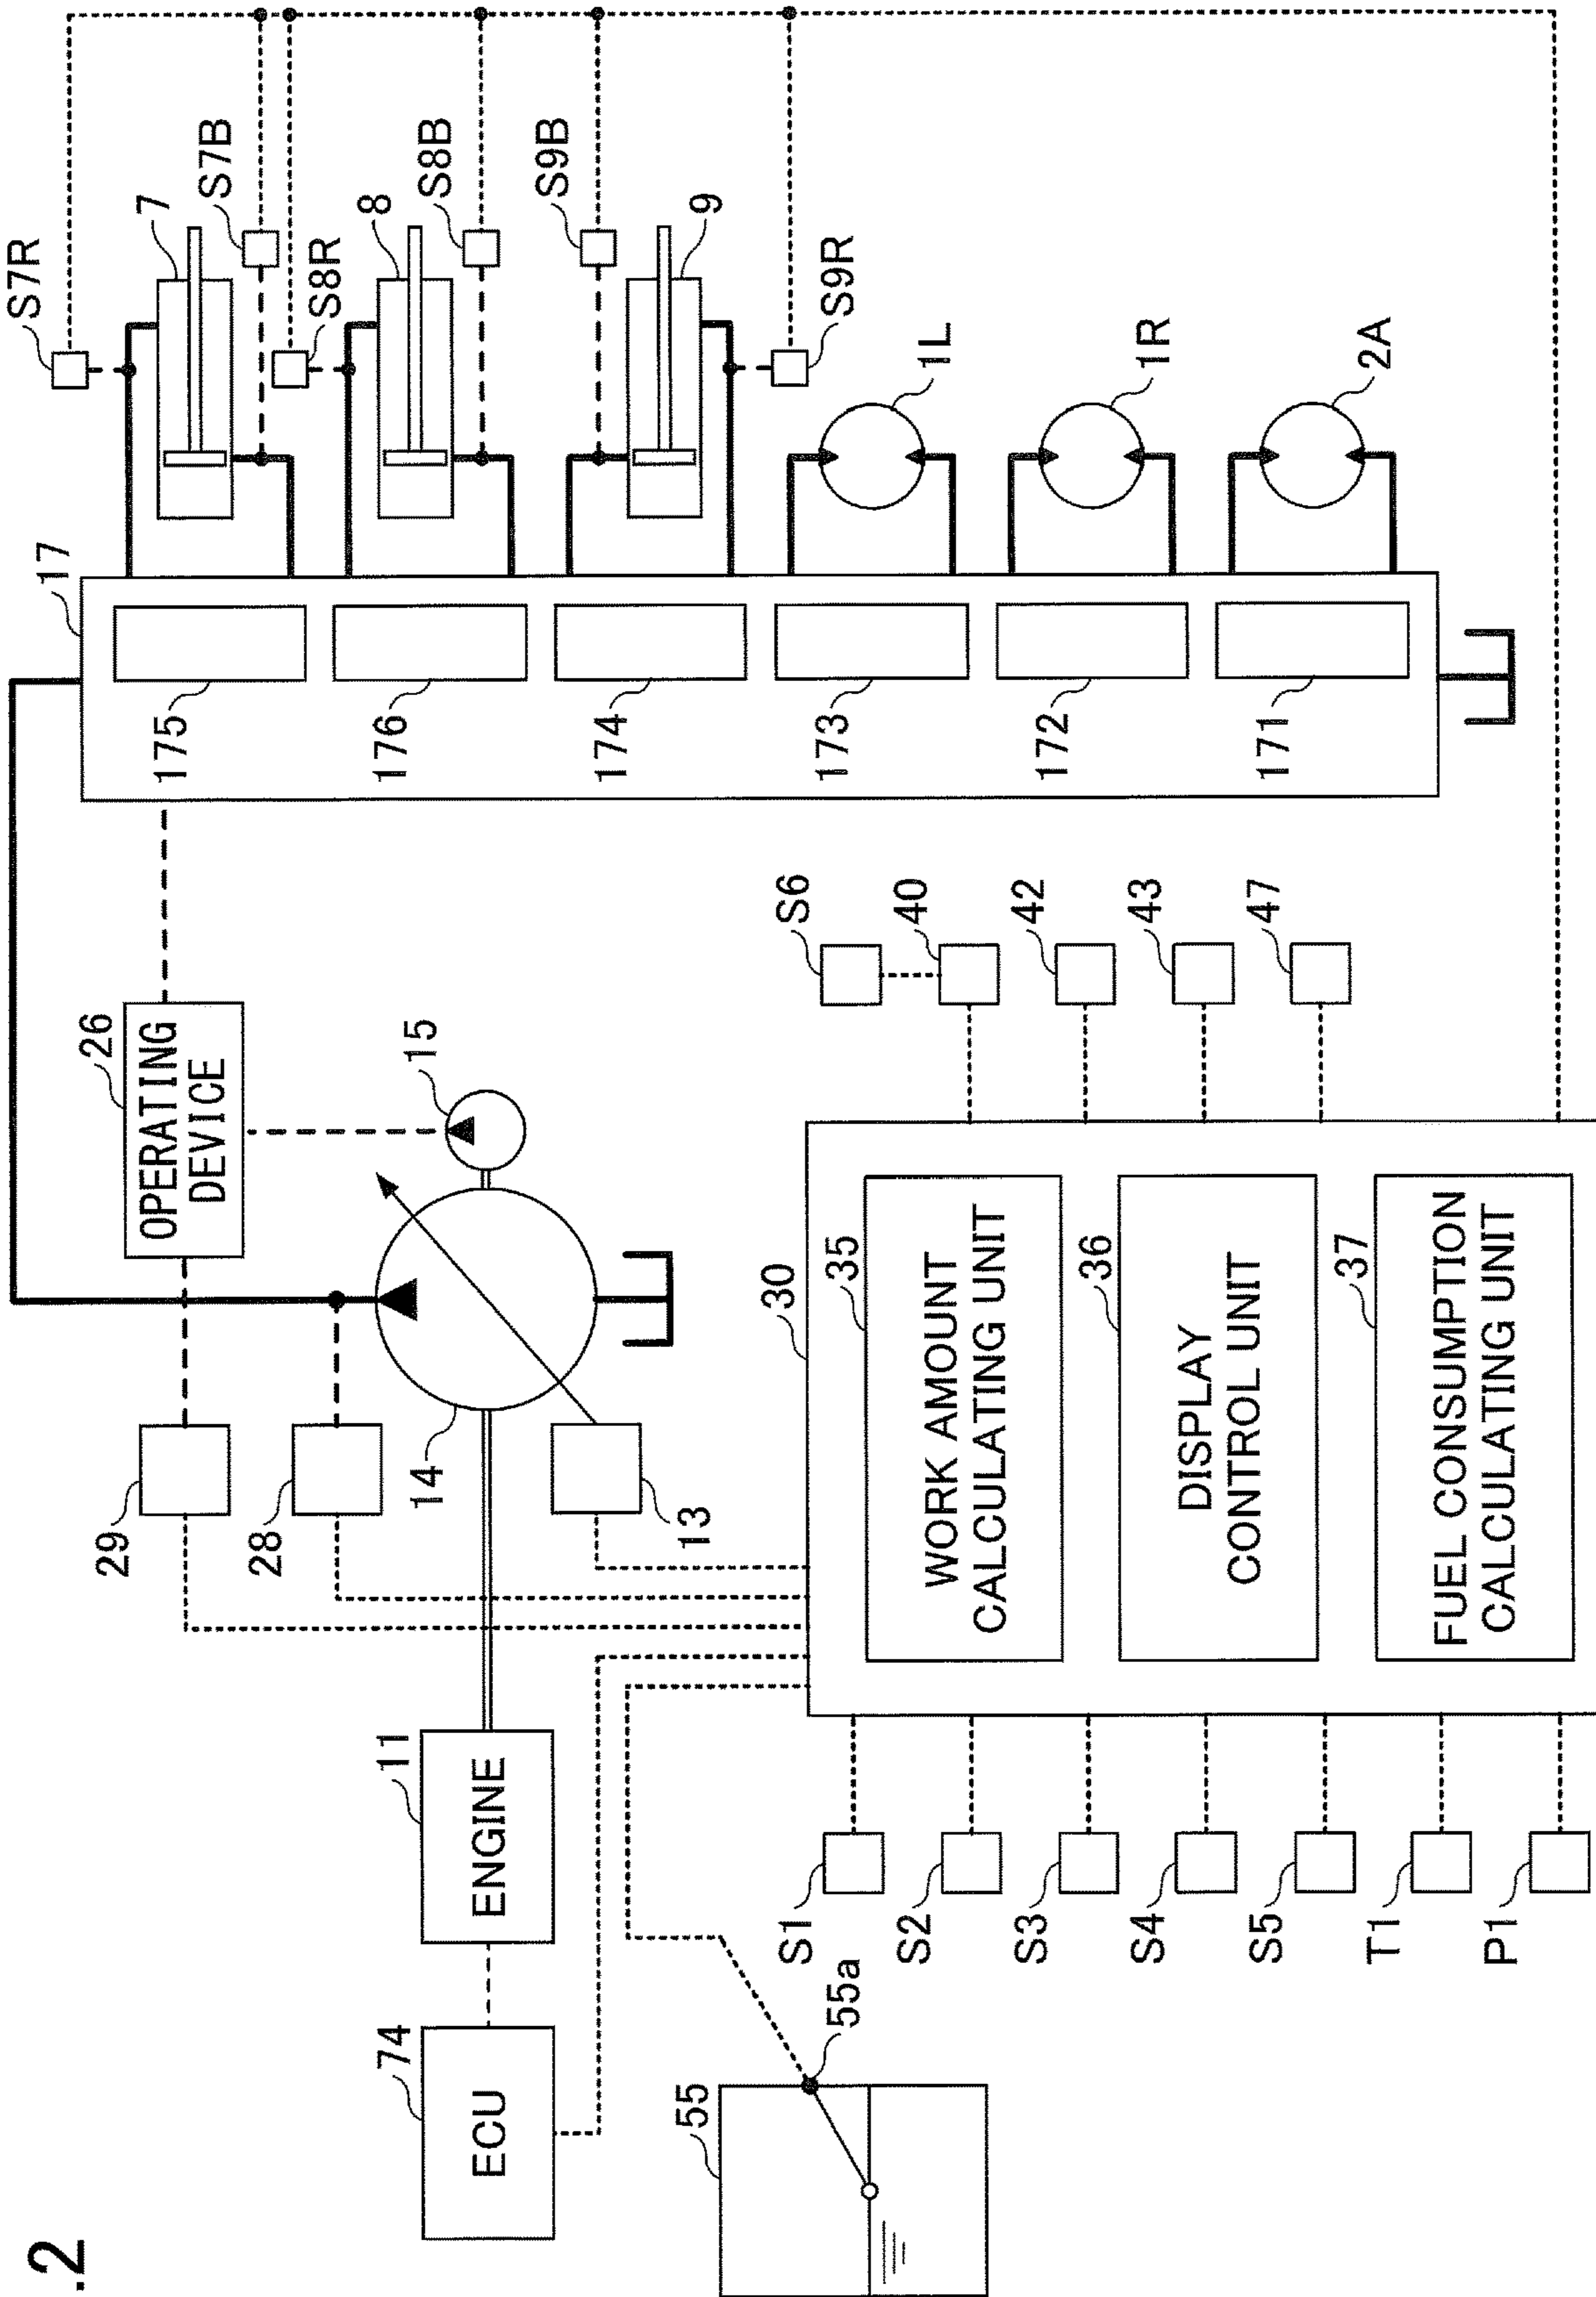 .2
74
ECU
11
ENGINE
29
28
14
13
26
OPERATING
DEVICE
15
17
175
176
174
173
172
171
S7R
7
S7B
S8R
8
S8B
S9B
9
S9R
1L
1R
2A
55
55a
S1
S2
S3
S4
S5
T1
P1
30
35
WORK AMOUNT
CALCULATING UNIT
36
DISPLAY
CONTROL UNIT
37
FUEL CONSUMPTION
CALCULATING UNIT
S6
40
42
43
47